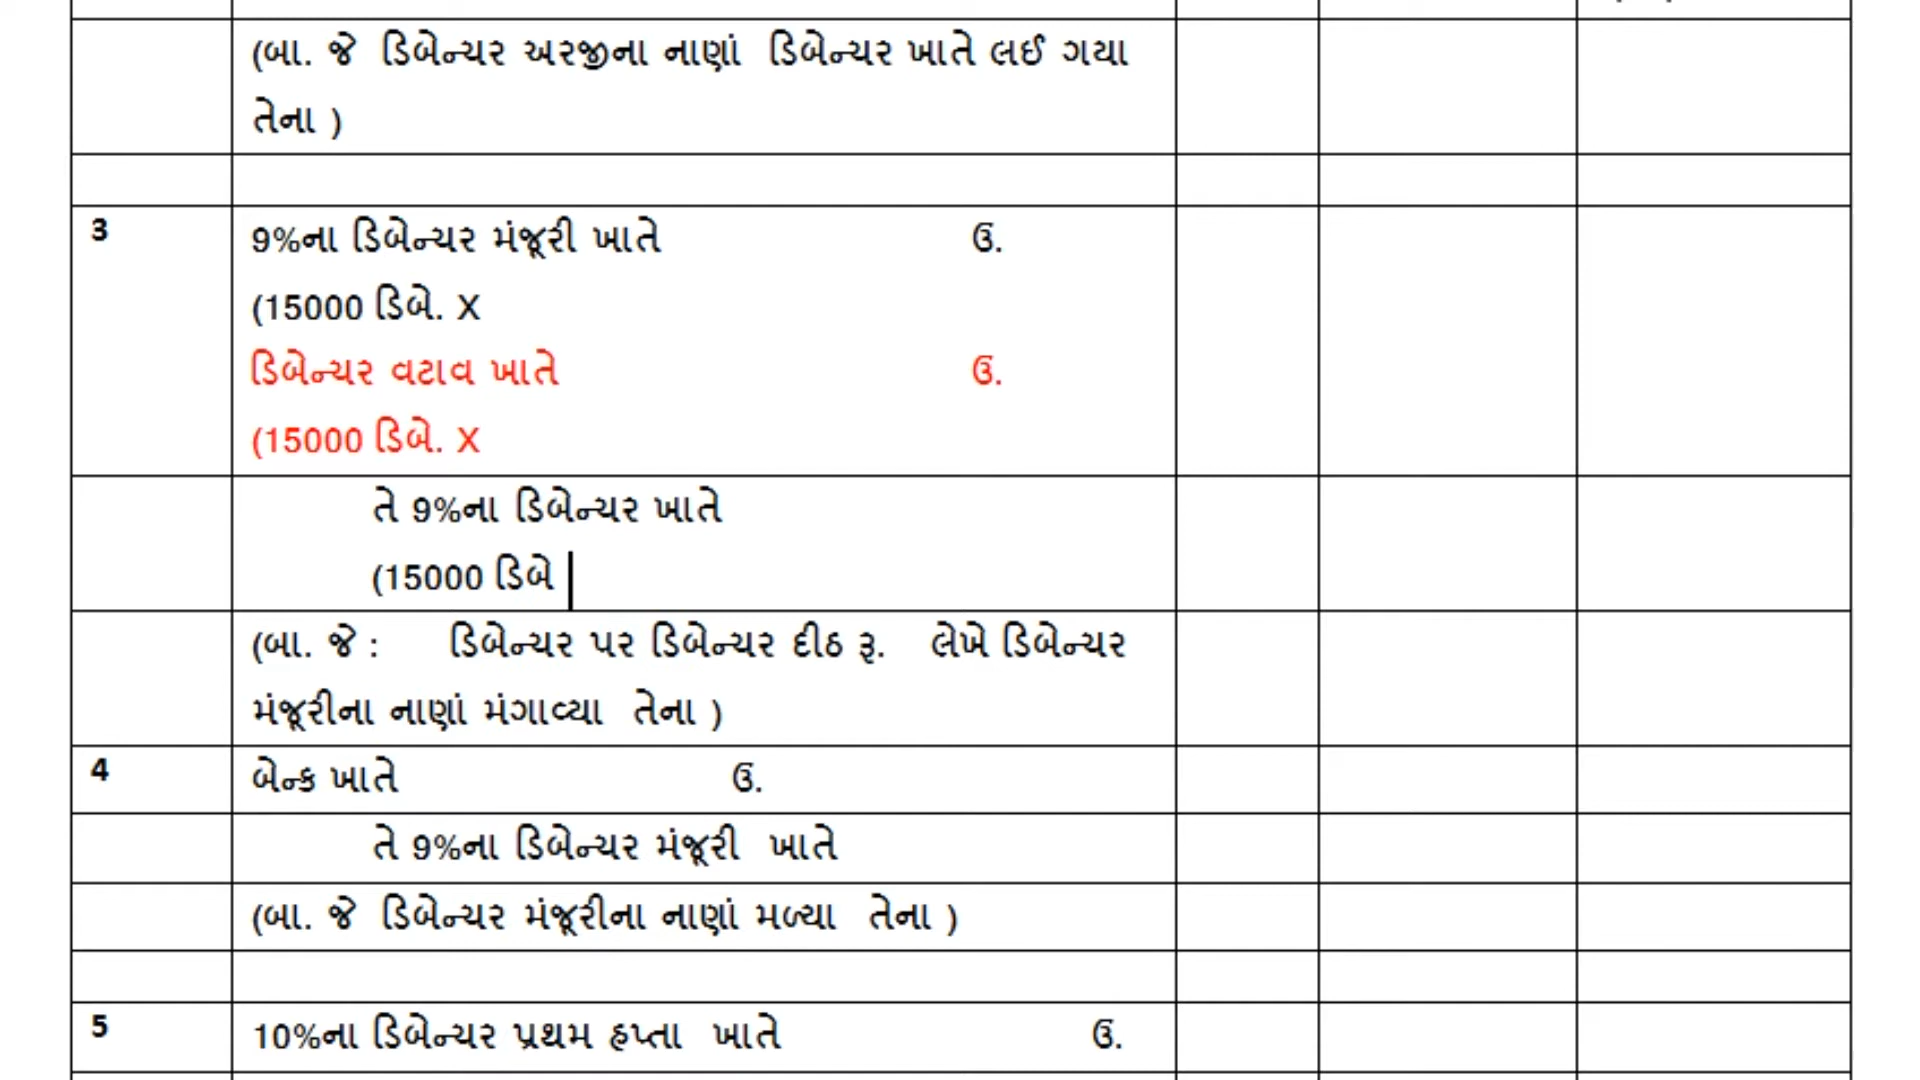 (બા. જે ડિબેન્ચર અરજીના નાણાં ડિબેન્ચર ખાતે લઈ ગયા
તેના )
3
9%ના ડિબેન્ચર મંજૂરી ખાતે ઉ.
(15000 ડિબે. X
ડિબેન્ચર વટાવ ખાતે ઉ.
(15000 ડિબે. X
તે 9%ના ડિબેન્ચર ખાતે
(15000 ડિબે
(બા. જે : ડિબેન્ચર પર ડિબેન્ચર દીઠ રૂ. લેખે ડિબેન્ચર
મંજૂરીના નાણાં મંગાવ્યા તેના )
4
બેન્ક ખાતે ઉ.
તે 9%ના ડિબેન્ચર મંજૂરી ખાતે
(બા. જે ડિબેન્ચર મંજૂરીના નાણાં મળ્યા તેના )
5
10%ના ડિબેન્ચર પ્રથમ હપ્તા ખાતે ઉ.